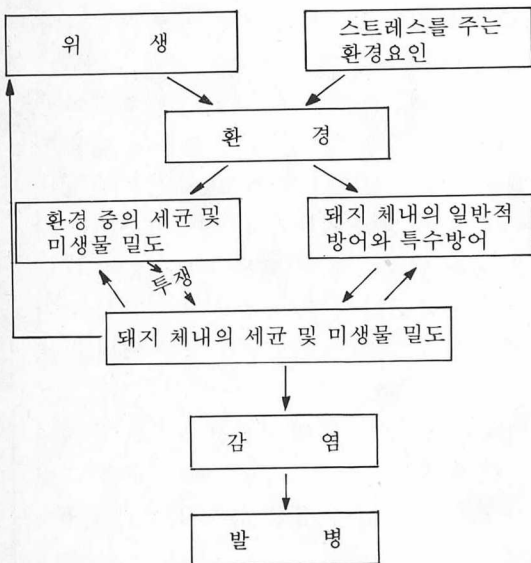 위 생
스트레스를 주는
환경요인
환 경
환경 중의 세균 및
미생물 밀도
돼지 체내의 일반적
방어와 특수방어
투쟁
돼지 체내의 세균 및 미생물 밀도
감 염
발 병